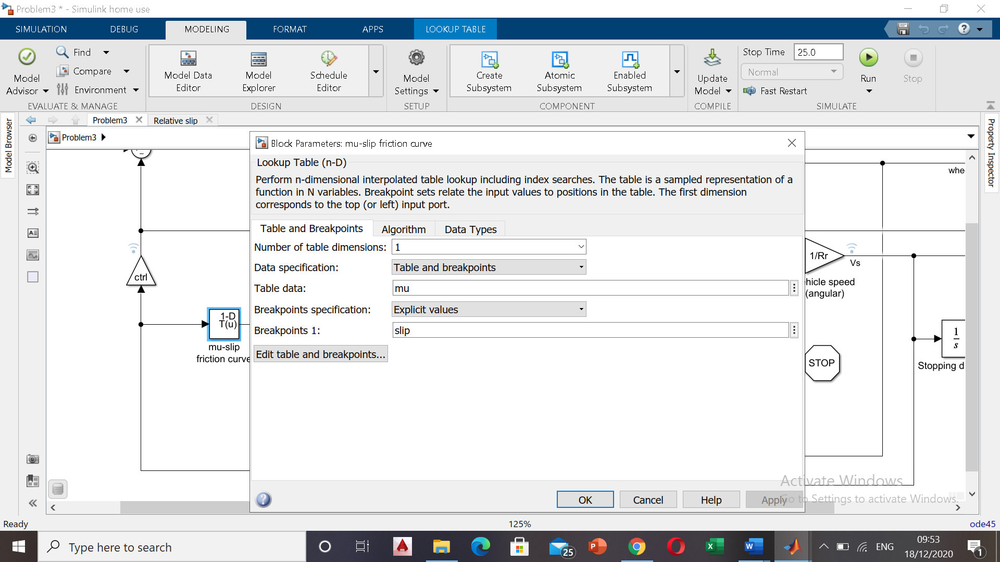 Problem3 * - Simulink home use
SIMULATION DEBUG MODELING FORMAT APPS LOOKUP TABLE
Find
Compare
Environment
Model Advisor
EVALUATE & MANAGE
Model Data Editor
Model Explorer
Schedule Editor
DESIGN
Model Settings
SETUP
Create Subsystem
Atomic Subsystem
Enabled Subsystem
COMPONENT
Update Model
COMPILE
Stop Time 25.0
Normal
Fast Restart
Run
Stop
SIMULATE
Model Browser
Problem3
Relative slip
Property Inspector
Problem3
Block Parameters: mu-slip friction curve
Lookup Table (n-D)
Perform n-dimensional interpolated table lookup including index searches. The table is a sampled representation of a
function in N variables. Breakpoint sets relate the input values to positions in the table. The first dimension
corresponds to the top (or left) input port.
Table and Breakpoints Algorithm Data Types
Number of table dimensions: 1
Data specification: Table and breakpoints
Table data: mu
Breakpoints specification: Explicit values
Breakpoints 1: slip
Edit table and breakpoints...
OK Cancel Help Apply
ctrl
1-D
T(u)
mu-slip
friction curve
whe
1/Rr
Vs
hicle speed
(angular)
STOP
1
s
Stopping d
Activate Windows
Go to Settings to activate Windows.
Ready 125% ode45
Type here to search
25
ENG
09:53
18/12/2020
1